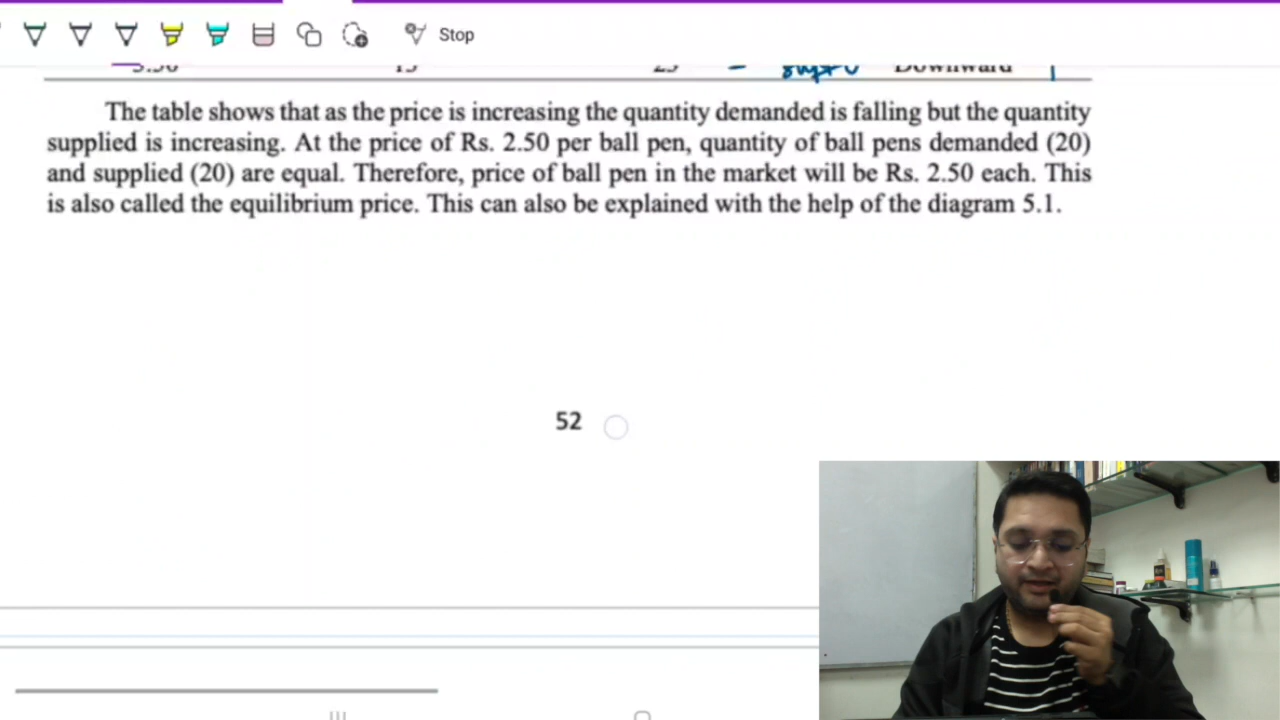 Stop
Downward
The table shows that as the price is increasing the quantity demanded is falling but the quantity
supplied is increasing. At the price of Rs. 2.50 per ball pen, quantity of ball pens demanded (20)
and supplied (20) are equal. Therefore, price of ball pen in the market will be Rs. 2.50 each. This
is also called the equilibrium price. This can also be explained with the help of the diagram 5.1.
52